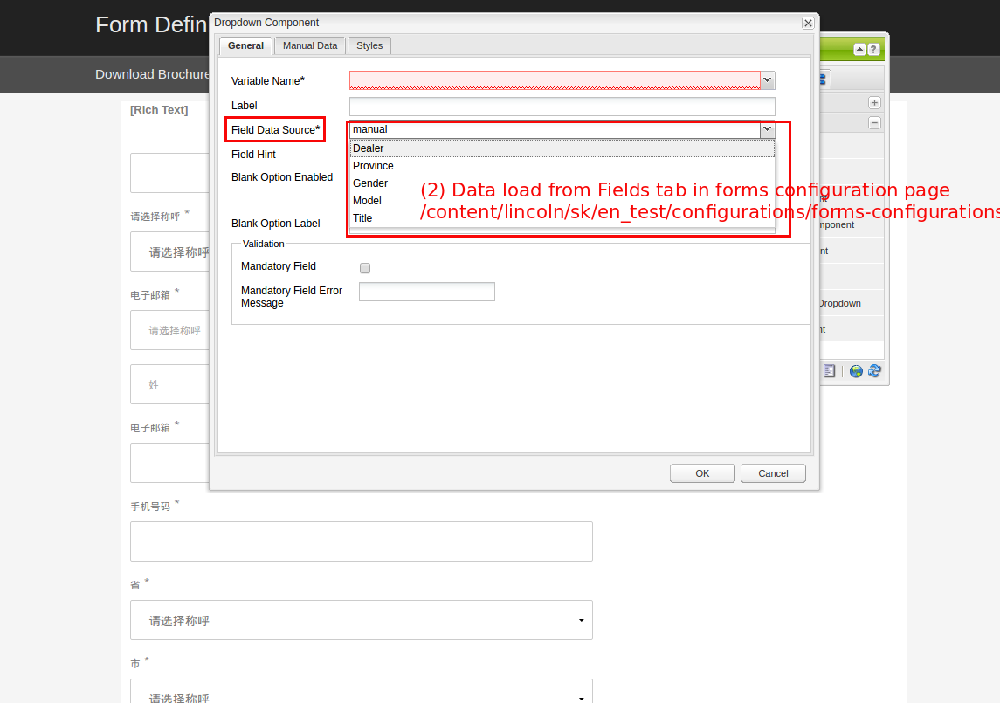 Form Defin
Dropdown Component
General
Manual Data
Styles
?
Download Brochure
Variable Name*
[Rich Text]
Label
Field Data Source*
manual
Field Hint
Dealer
Province
Blank Option Enabled
Gender
Model
Title
(2) Data load from Fields tab in forms configuration page
/content/lincoln/sk/en_test/configurations/forms-configurations
nt
请选择称呼 *
Blank Option Label
mponent
Validation
请选择称呼
nt
Mandatory Field
电子邮箱 *
Mandatory Field Error
Message
Dropdown
请选择称呼
nt
姓
电子邮箱 *
OK
Cancel
手机号码 *
省 *
请选择称呼
市 *
请选择称呼